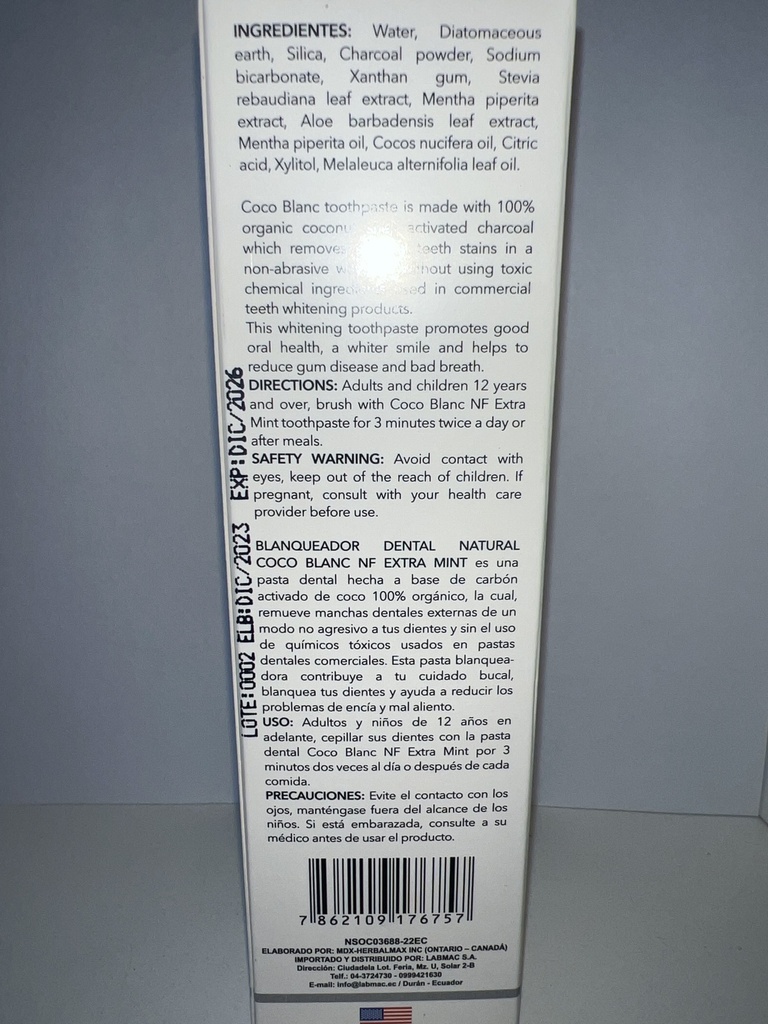 INGREDIENTES: Water, Diatomaceous
earth, Silica, Charcoal powder, Sodium
bicarbonate, Xanthan gum, Stevia
rebaudiana leaf extract, Mentha piperita
extract, Aloe barbadensis leaf extract,
Mentha piperita oil, Cocos nucifera oil, Citric
acid, Xylitol, Melaleuca alternifolia leaf oil.
Coco Blanc toothpaste is made with 100%
organic activated charcoal
which teeth stains in a
non-abrasive using toxic
chemical in commercial
teeth whitening products.
This whitening toothpaste promotes good
oral health, a whiter smile and helps to
reduce gum disease and bad breath.
DIRECTIONS: Adults and children 12 years
and over, brush with Coco Blanc NF Extra
Mint toothpaste for 3 minutes twice a day or
after meals.
SAFETY WARNING: Avoid contact with
eyes, keep out of the reach of children. If
pregnant, consult with your health care
provider before use.
BLANQUEADOR DENTAL NATURAL
COCO BLANC NF EXTRA MINT es una
pasta dental hecha a base de carbón
activado de coco 100% orgánico, la cual,
remueve manchas dentales externas de un
modo no agresivo a tus dientes y sin el uso
de químicos tóxicos usados en pastas
dentales comerciales. Esta pasta blanquea-
dora contribuye a tu cuidado bucal,
blanquea tus dientes y ayuda a reducir los
problemas de encía y mal aliento.
USO: Adultos y niños de 12 años en
adelante, cepillar sus dientes con la pasta
dental Coco Blanc NF Extra Mint por 3
minutos dos veces al día o después de cada
comida.
PRECAUCIONES: Evite el contacto con los
ojos, manténgase fuera del alcance de los
niños. Si está embarazada, consulte a su
médico antes de usar el producto.
LOTE:0002 ELB:DIC/2023 EXP:DIC/2026
7 862109 176757
NSOC03688-22EC
ELABORADO POR: MDX-HERBALMAX INC (ONTARIO – CANADÁ)
IMPORTADO Y DISTRIBUIDO POR: LABMAC S.A.
Dirección: Ciudadela Lot. Feria, Mz. U, Solar 2-B
Telf.: 04-3724730 - 0999421630
E-mail: info@labmac.ec / Durán - Ecuador